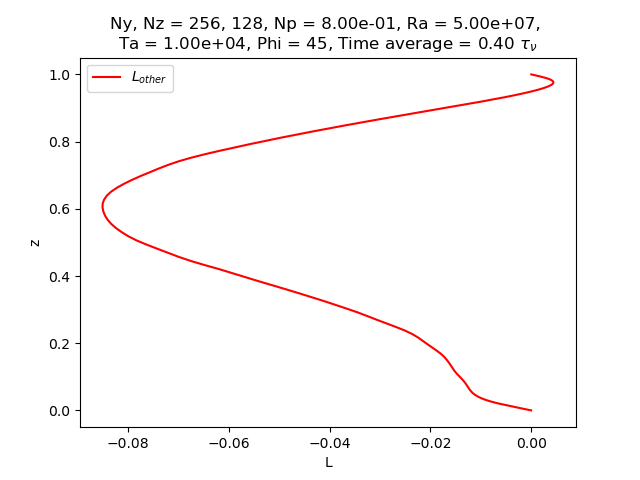 Ny, Nz = 256, 128, Np = 8.00e-01, Ra = 5.00e+07,
Ta = 1.00e+04, Phi = 45, Time average = 0.40 τν
L_other
1.0
0.8
0.6
0.4
0.2
0.0
z
−0.08 −0.06 −0.04 −0.02 0.00
L